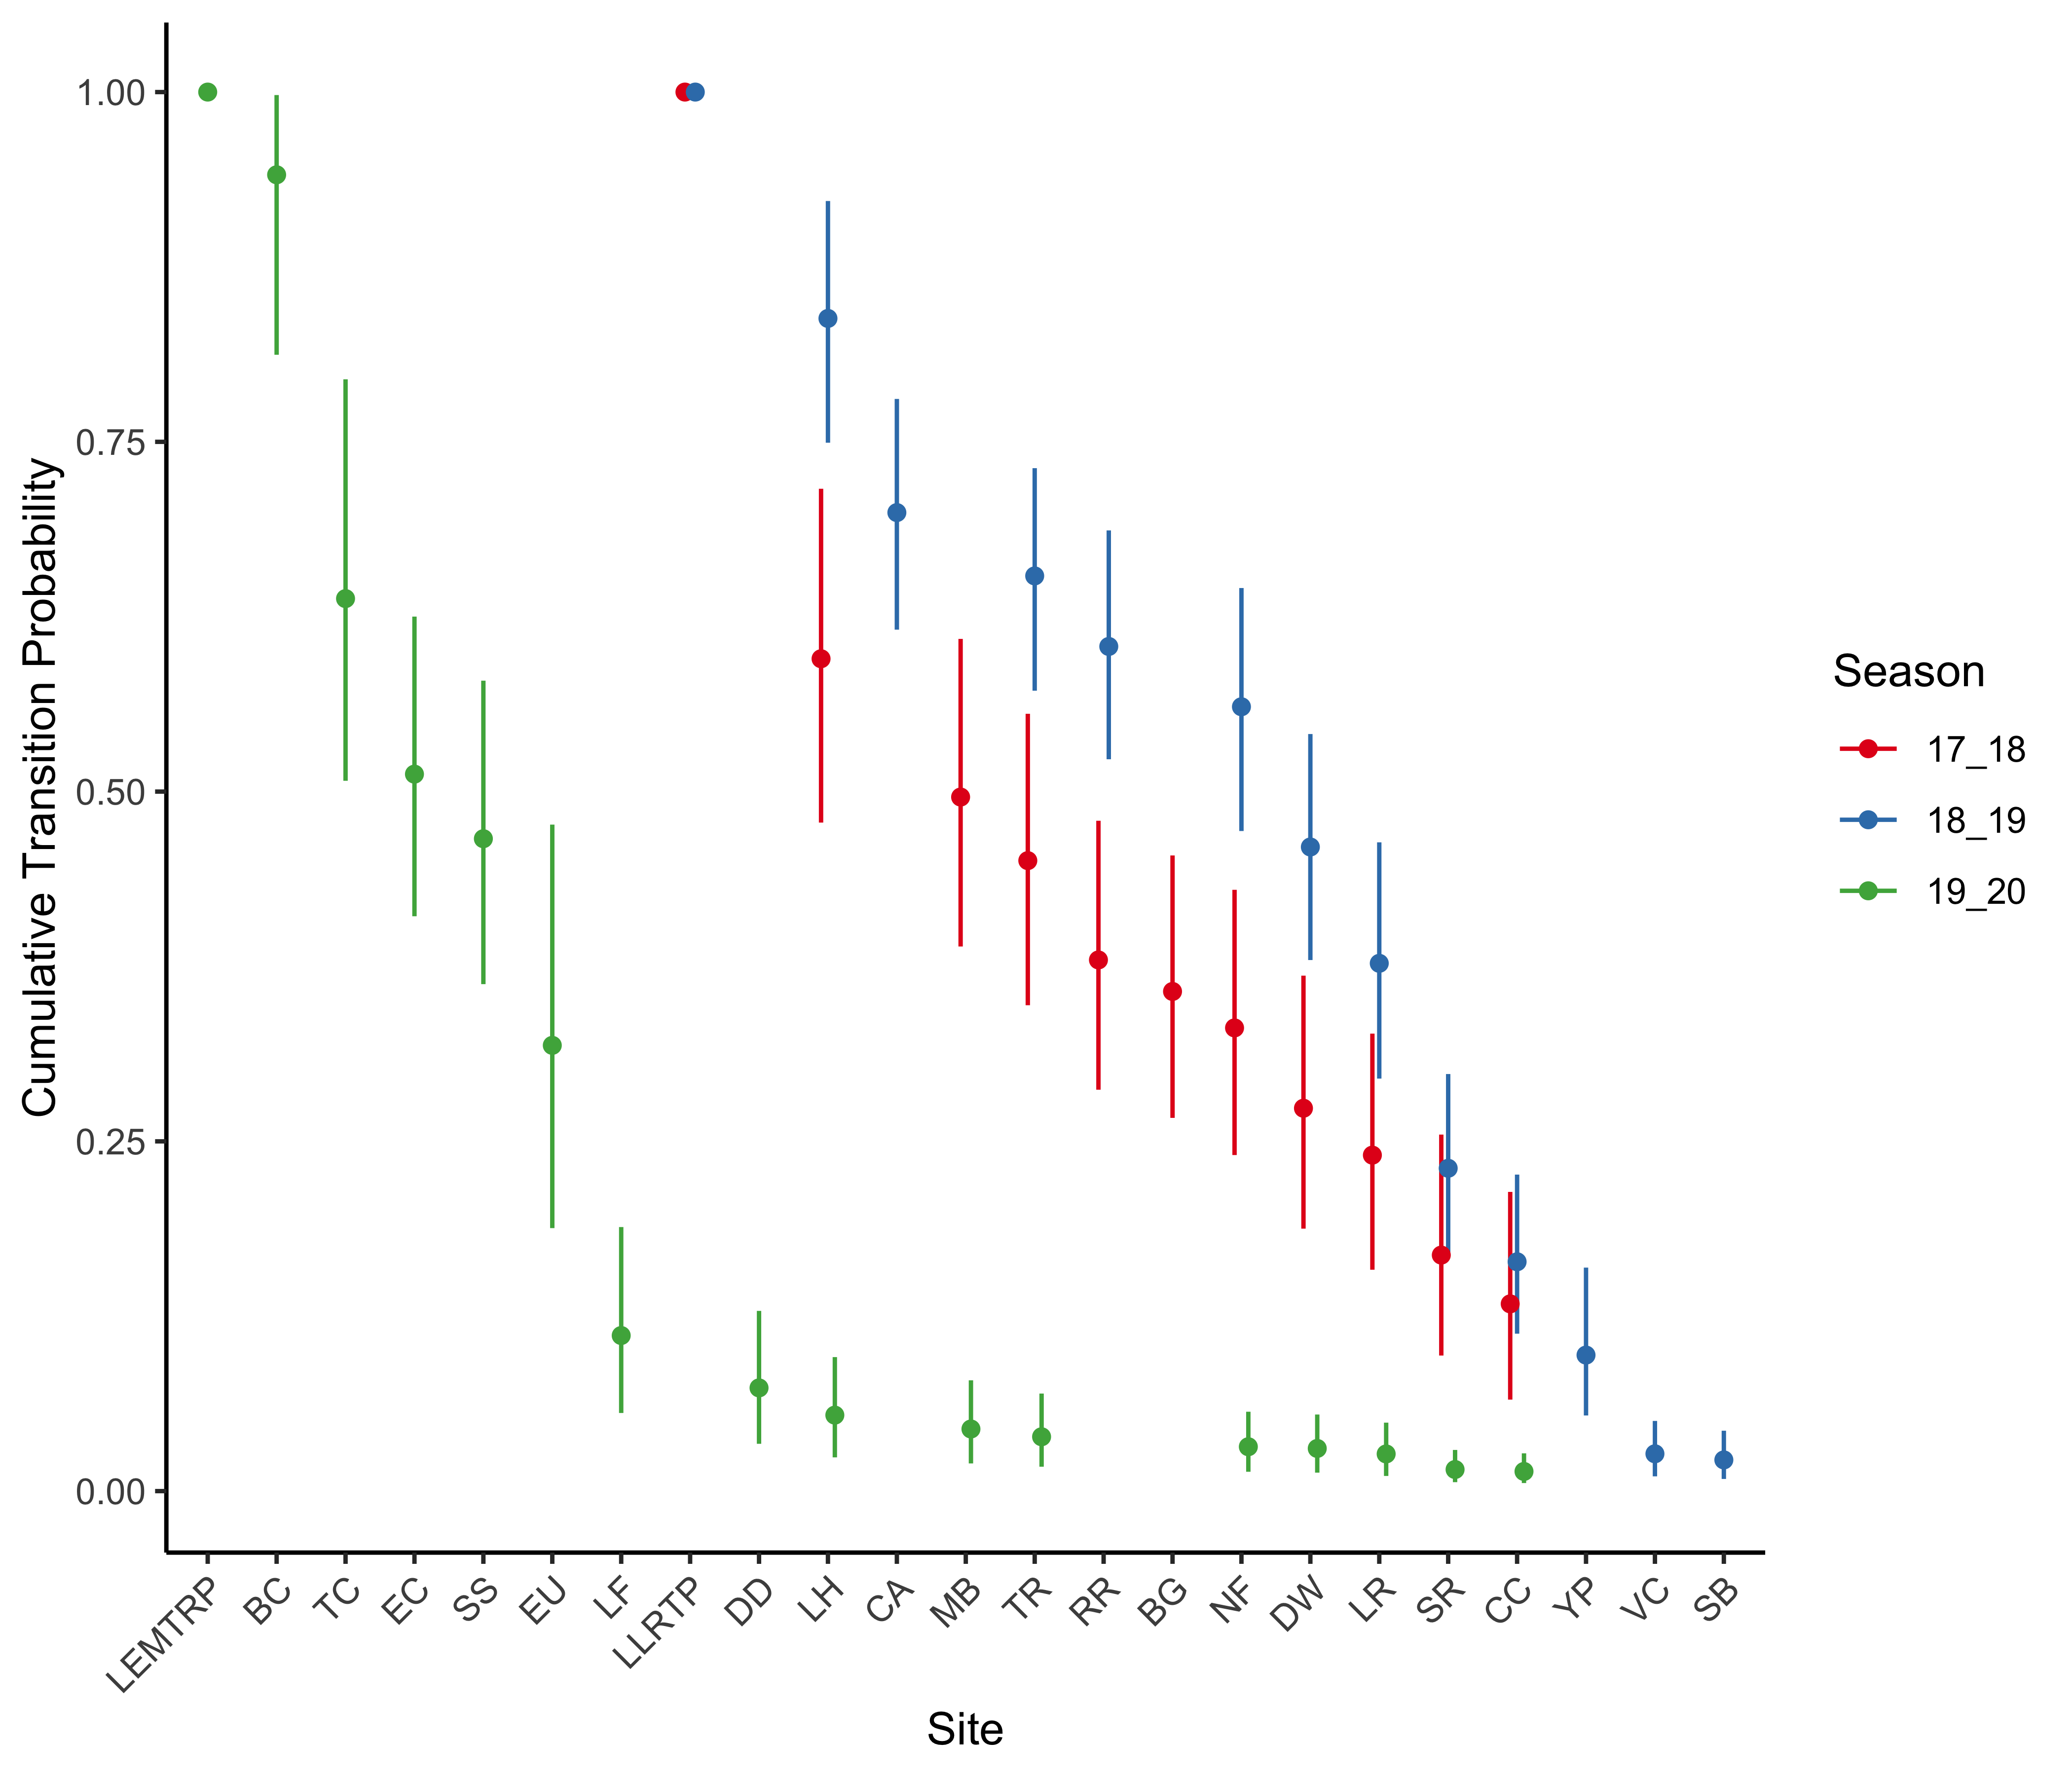 Cumulative Transition Probability
1.00
0.75
0.50
0.25
0.00
LEMTRP BC TC EC SS EU LF LLRTP DD LH CA MB TR RR BG NF DW LR SR CC YP VC SB
Site
Season
17_18
18_19
19_20